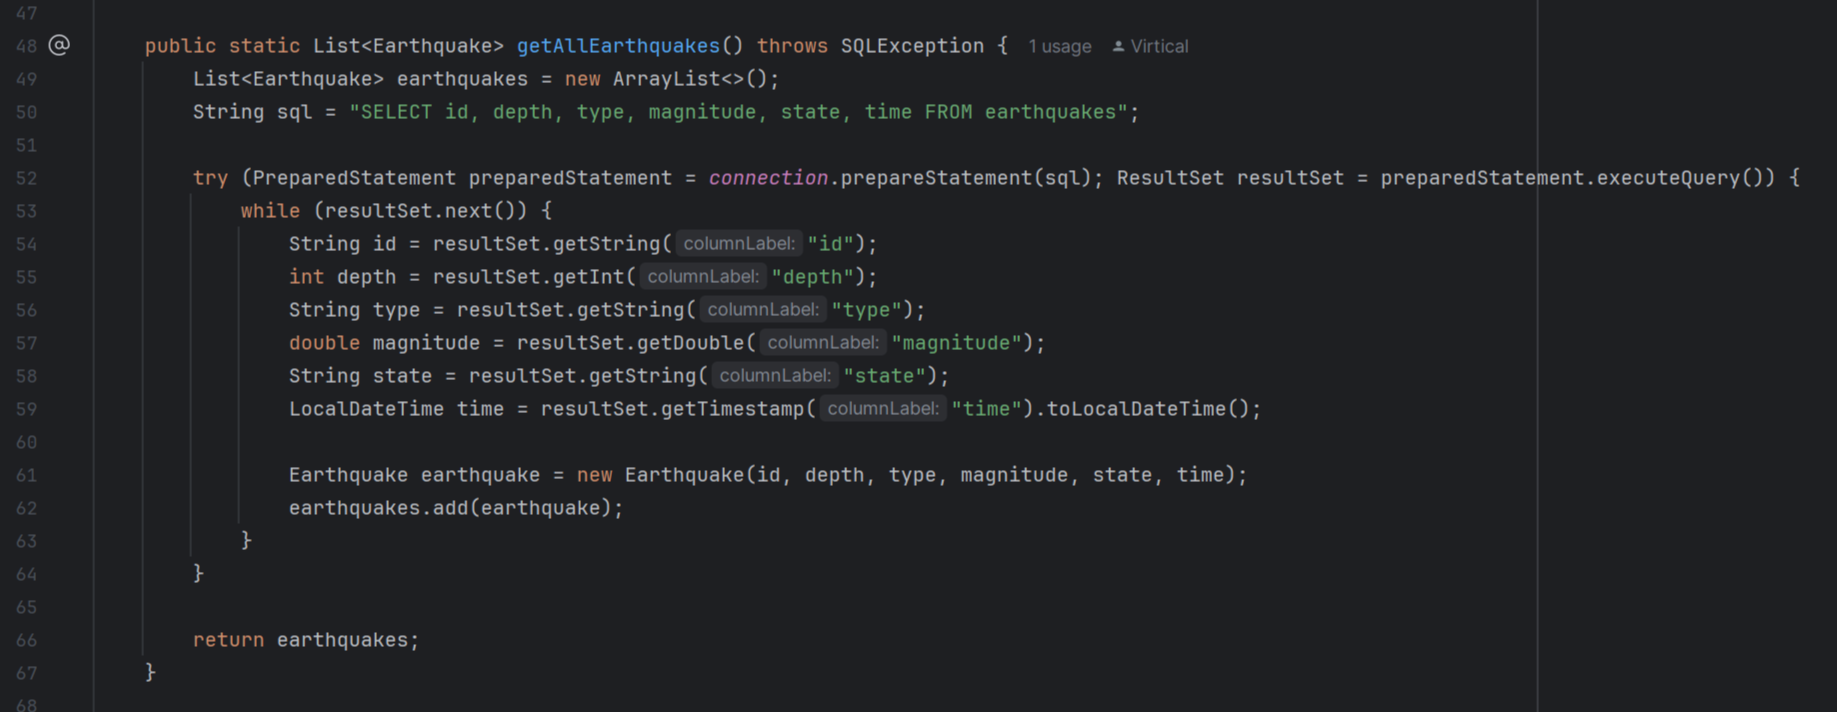 47
48 @ public static List<Earthquake> getAllEarthquakes() throws SQLException { 1 usage Virtical
49 List<Earthquake> earthquakes = new ArrayList<>();
50 String sql = "SELECT id, depth, type, magnitude, state, time FROM earthquakes";
51
52 try (PreparedStatement preparedStatement = connection.prepareStatement(sql); ResultSet resultSet = preparedStatement.executeQuery()) {
53 while (resultSet.next()) {
54 String id = resultSet.getString( columnLabel: "id");
55 int depth = resultSet.getInt( columnLabel: "depth");
56 String type = resultSet.getString( columnLabel: "type");
57 double magnitude = resultSet.getDouble( columnLabel: "magnitude");
58 String state = resultSet.getString( columnLabel: "state");
59 LocalDateTime time = resultSet.getTimestamp( columnLabel: "time").toLocalDateTime();
60
61 Earthquake earthquake = new Earthquake(id, depth, type, magnitude, state, time);
62 earthquakes.add(earthquake);
63 }
64 }
65
66 return earthquakes;
67 }
68